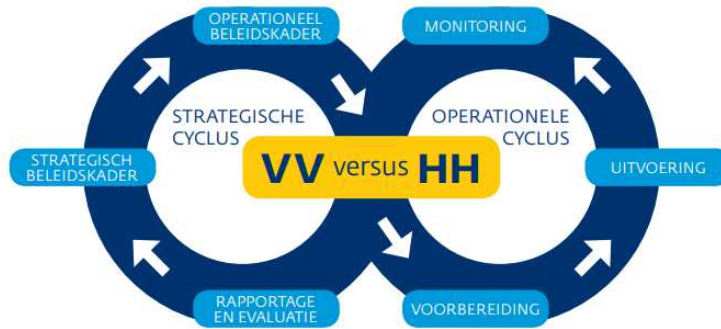 OPERATIONEEL
BELEIDSKADER
MONITORING
STRATEGISCHE
CYCLUS
OPERATIONELE
CYCLUS
STRATEGISCH
BELEIDSKADER
VV versus HH
UITVOERING
RAPPORTAGE
EN EVALUATIE
VOORBEREIDING